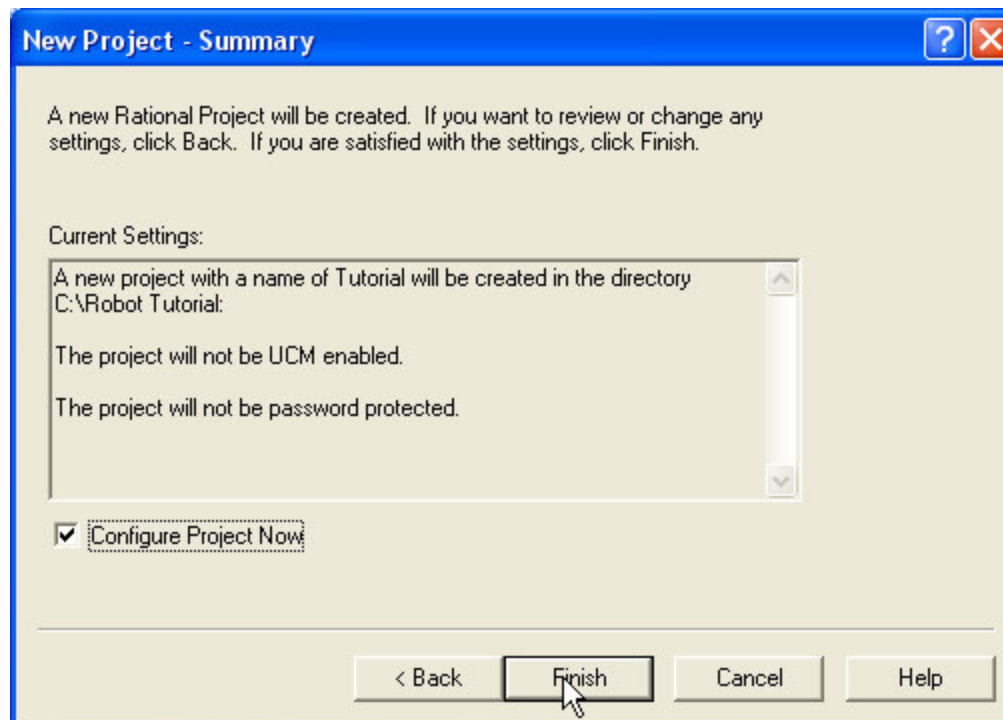 New Project - Summary
A new Rational Project will be created. If you want to review or change any
settings, click Back. If you are satisfied with the settings, click Finish.
Current Settings:
A new project with a name of Tutorial will be created in the directory
C:\Robot Tutorial:
The project will not be UCM enabled.
The project will not be password protected.
Configure Project Now
< Back Finish Cancel Help